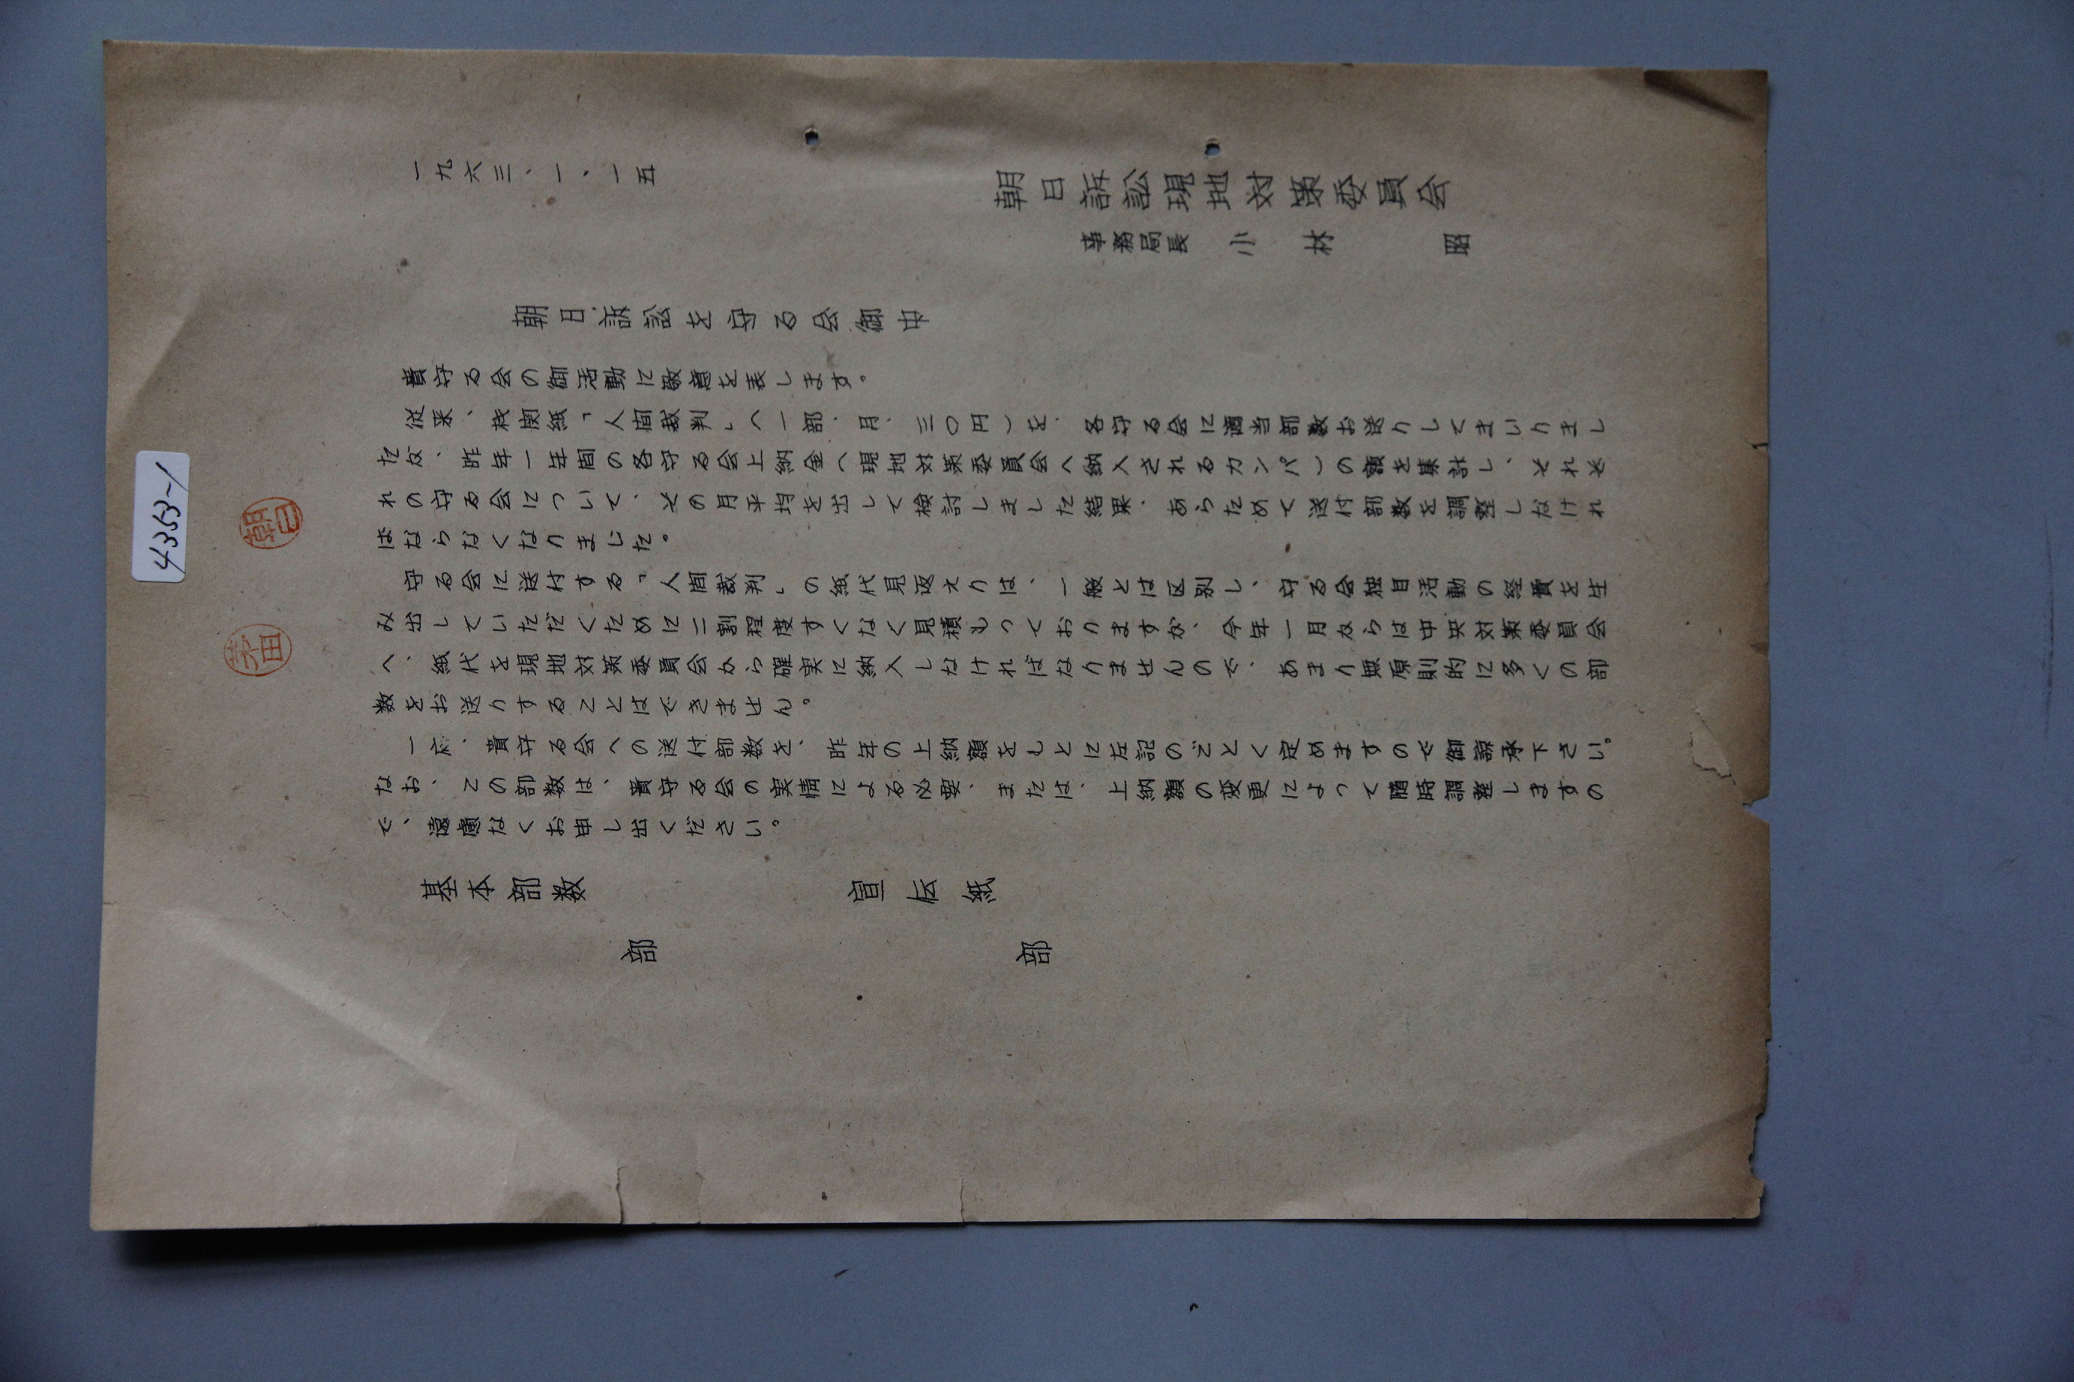 一九六三、一、一五
朝日訴訟現地対策委員会
事務局長 小林 昭
朝日訴訟を守る会御中
貴守る会の御活動に敬意を表します。
従来、機関紙「人間裁判」(一部、月、三〇円)を、各守る会に適当部数お送りしてまいりまし
たが、昨年一年間の各守る会上納金(現地対策委員会へ納入されるカンパ)の額を集計し、それぞ
れの守る会について、その月平均を出して検討しました結果、あらためて送付部数を調整しなけれ
ばならなくなりました。
守る会に送付する「人間裁判」の紙代見返えりは、一般とは区別し、守る会独自活動の経費を生
み出していただくために二割程度すくなく見積もっておりますが、今年一月からは中央対策委員会
へ、紙代を現地対策委員会から確実に納入しなければなりませんので、あまり無原則的に多くの部
数をお送りすることはできません。
一応、貴守る会への送付部数を、昨年の上納額をもとに左記のごとく定めますので御諒承下さい。
なお、この部数は、貴守る会の実情による必要、または、上納額の変更によって随時調整しますの
で、遠慮なくお申し出ください。
基本部数 宣伝紙
部 部
4353~1
朝日
茅田